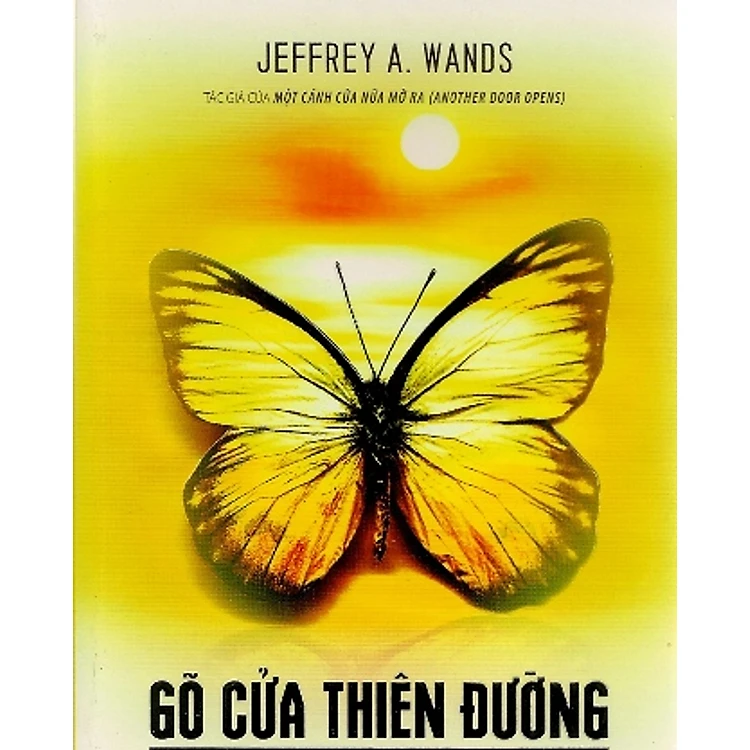 JEFFREY A. WANDS
TÁC GIẢ CỦA MỘT CÁNH CỬA NỮA MỞ RA (ANOTHER DOOR OPENS)
GÕ CỬA THIÊN ĐƯỜNG